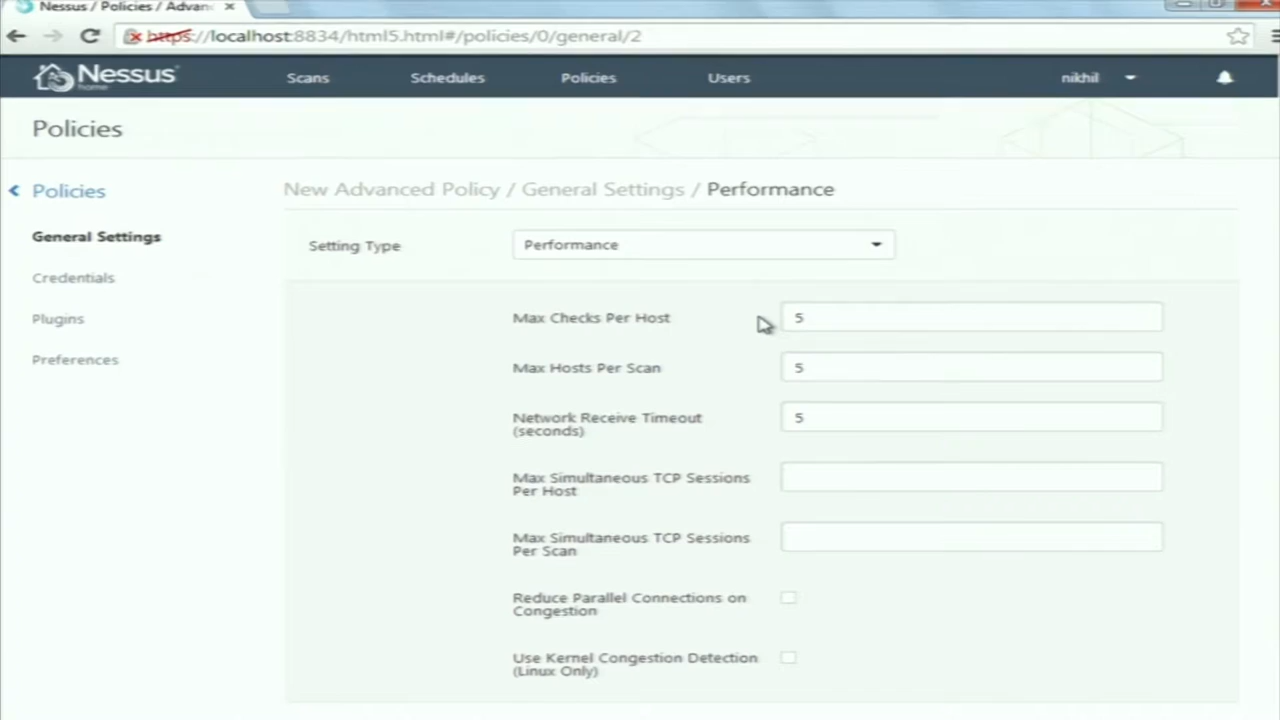 Nessus / Policies / Advan
https://localhost:8834/html5.html#/policies/0/general/2
Nessus
home
Scans
Schedules
Policies
Users
nikhil
Policies
Policies
General Settings
Credentials
Plugins
Preferences
New Advanced Policy / General Settings / Performance
Setting Type
Performance
Max Checks Per Host
5
Max Hosts Per Scan
5
Network Receive Timeout
(seconds)
5
Max Simultaneous TCP Sessions
Per Host
Max Simultaneous TCP Sessions
Per Scan
Reduce Parallel Connections on
Congestion
Use Kernel Congestion Detection
(Linux Only)